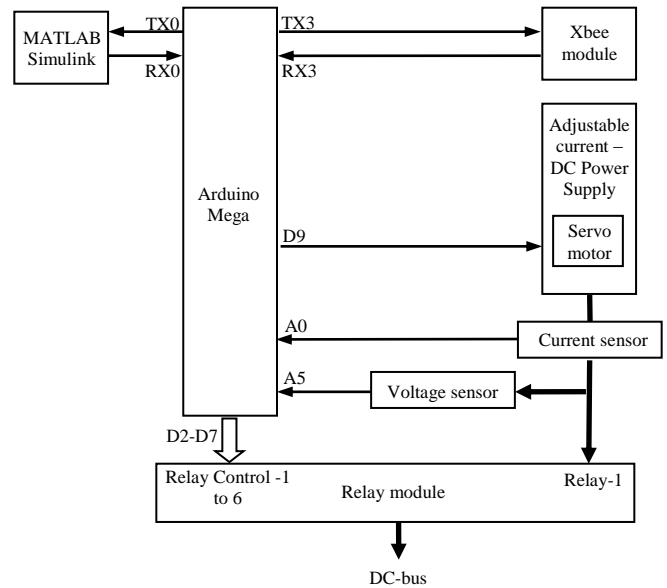 TX0
TX3
MATLAB
Simulink
Xbee
module
RX0
RX3
Adjustable
current –
DC Power
Supply
Arduino
Mega
D9
Servo
motor
A0
Current sensor
A5
Voltage sensor
D2-D7
Relay Control -1
to 6
Relay module
Relay-1
DC-bus